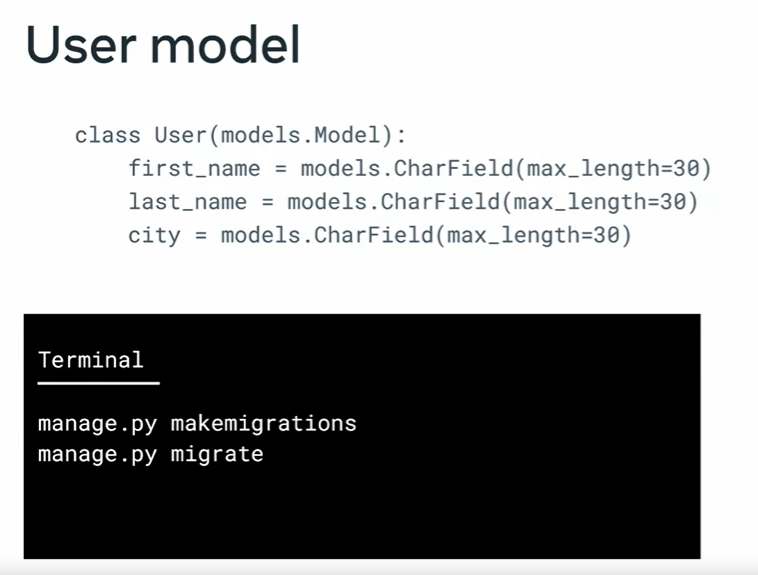 User model
class User(models.Model):
first_name = models.CharField(max_length=30)
last_name = models.CharField(max_length=30)
city = models.CharField(max_length=30)
Terminal
manage.py makemigrations
manage.py migrate